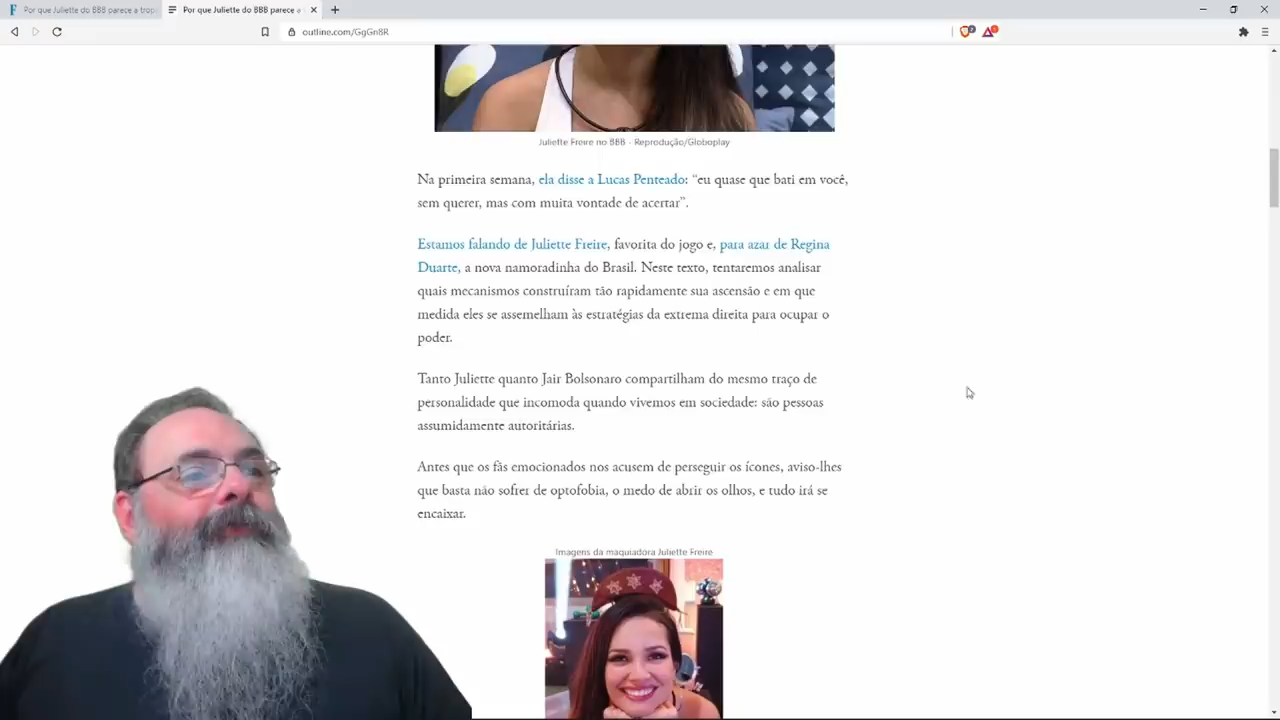 Por que Juliette do BBB parece a trop
Por que Juliette do BBB parece a
outline.com/GgGn8R
Juliette Freire no BBB - Reprodução/Globoplay
Na primeira semana, ela disse a Lucas Penteado: “eu quase que bati em você,
sem querer, mas com muita vontade de acertar”.
Estamos falando de Juliette Freire, favorita do jogo e, para azar de Regina
Duarte, a nova namoradinha do Brasil. Neste texto, tentaremos analisar
quais mecanismos construíram tão rapidamente sua ascensão e em que
medida eles se assemelham às estratégias da extrema direita para ocupar o
poder.
Tanto Juliette quanto Jair Bolsonaro compartilham do mesmo traço de
personalidade que incomoda quando vivemos em sociedade: são pessoas
assumidamente autoritárias.
Antes que os fãs emocionados nos acusem de perseguir os ícones, aviso-lhes
que basta não sofrer de optofobia, o medo de abrir os olhos, e tudo irá se
encaixar.
Imagens da maquiadora Juliette Freire